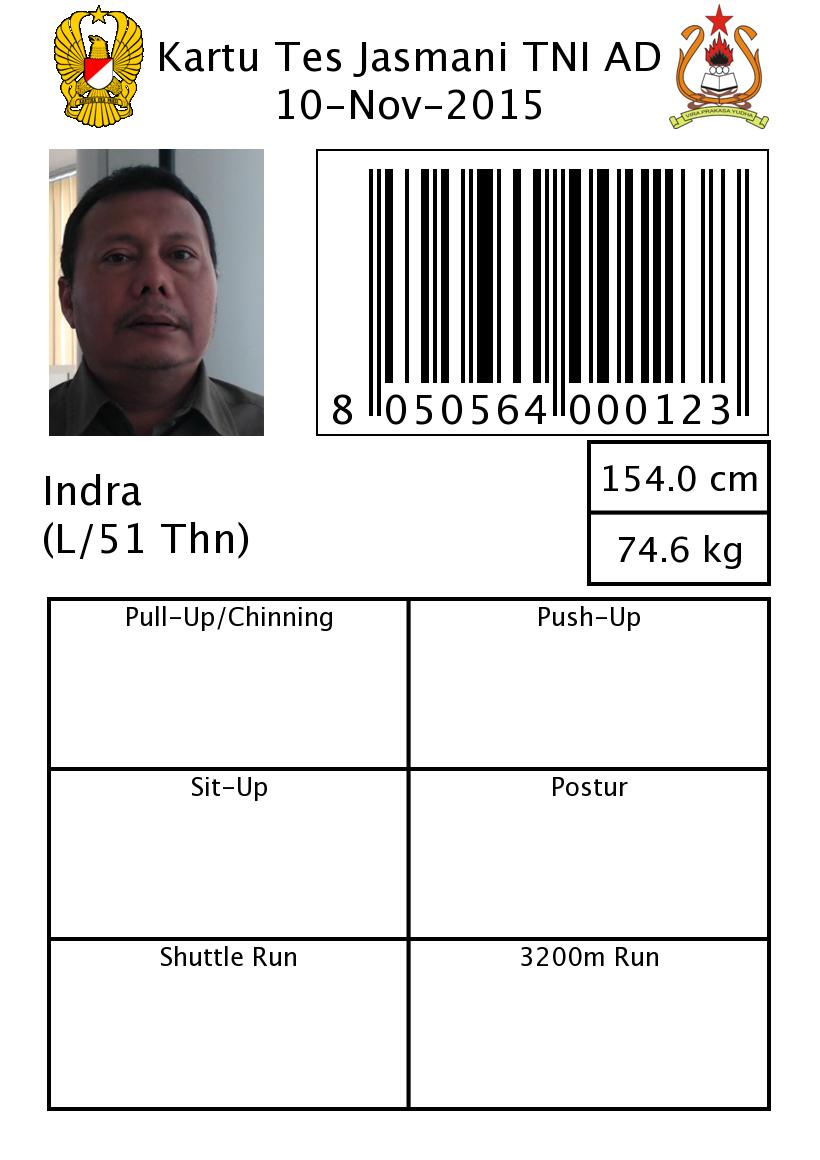 Kartu Tes Jasmani TNI AD
10-Nov-2015
8 050564 000123
Indra
(L/51 Thn)
154.0 cm
74.6 kg
Pull-Up/Chinning
Push-Up
Sit-Up
Postur
Shuttle Run
3200m Run
VIRA PRAKASA YUDHA